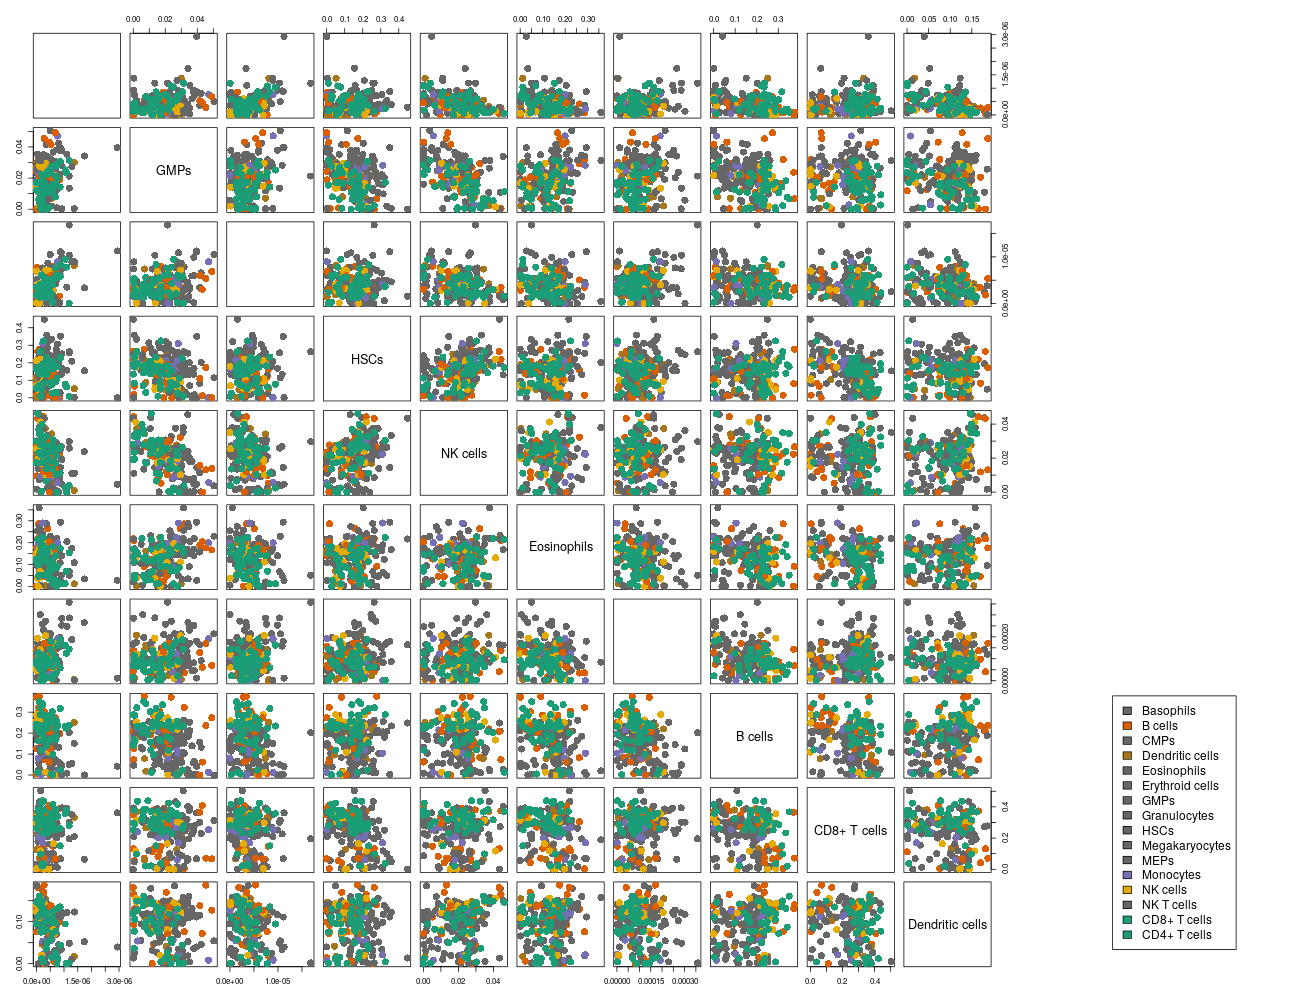 0.00 0.02 0.04 0.0 0.1 0.2 0.3 0.4 0.00 0.10 0.20 0.30 0.0 0.1 0.2 0.3 0.00 0.05 0.10 0.15
0.0e+00 1.5e-06 3.0e-06
0.00 0.02 0.04
GMPs
0.0e+00 1.0e-05
0.0 0.1 0.2 0.3 0.4
HSCs
NK cells
0.00 0.02 0.04
0.00 0.10 0.20 0.30
Eosinophils
0.00000 0.00020
0.0 0.1 0.2 0.3
B cells
CD8+ T cells
0.0 0.2 0.4
0.00 0.10
Dendritic cells
0.0e+00 1.5e-06 3.0e-06 0.0e+00 1.0e-05 0.00 0.02 0.04 0.00000 0.00015 0.00030 0.0 0.2 0.4
Basophils
B cells
CMPs
Dendritic cells
Eosinophils
Erythroid cells
GMPs
Granulocytes
HSCs
Megakaryocytes
MEPs
Monocytes
NK cells
NK T cells
CD8+ T cells
CD4+ T cells